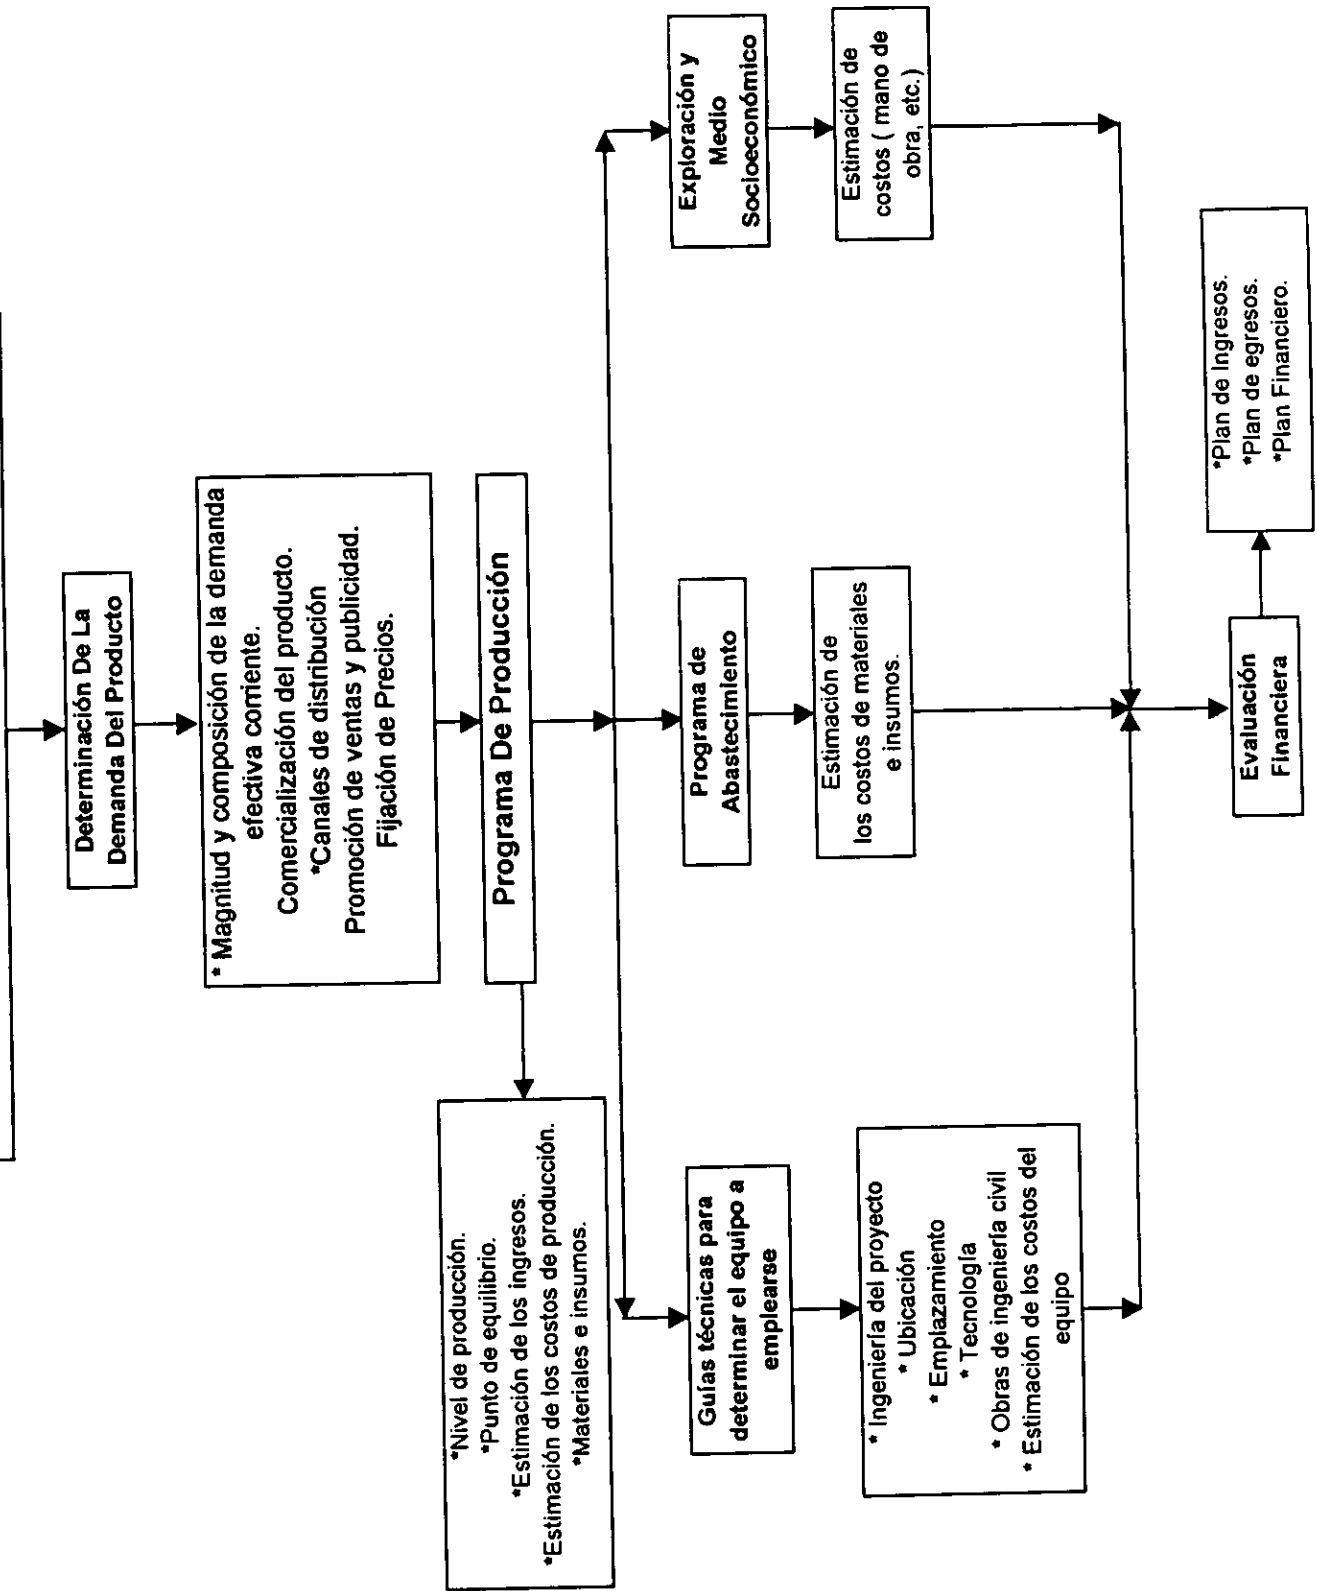 Determinación De La
Demanda Del Producto
* Magnitud y composición de la demanda
efectiva corriente.
Comercialización del producto.
*Canales de distribución
Promoción de ventas y publicidad.
Fijación de Precios.
Programa De Producción
*Nivel de producción.
*Punto de equilibrio.
*Estimación de los ingresos.
*Estimación de los costos de producción.
*Materiales e insumos.
Guías técnicas para
determinar el equipo a
emplearse
* Ingeniería del proyecto
* Ubicación
* Emplazamiento
* Tecnología
* Obras de ingeniería civil
* Estimación de los costos del
equipo
Programa de
Abastecimiento
Estimación de
los costos de materiales
e insumos.
Exploración y
Medio
Socioeconómico
Estimación de
costos ( mano de
obra, etc.)
Evaluación
Financiera
*Plan de Ingresos.
*Plan de egresos.
*Plan Financiero.